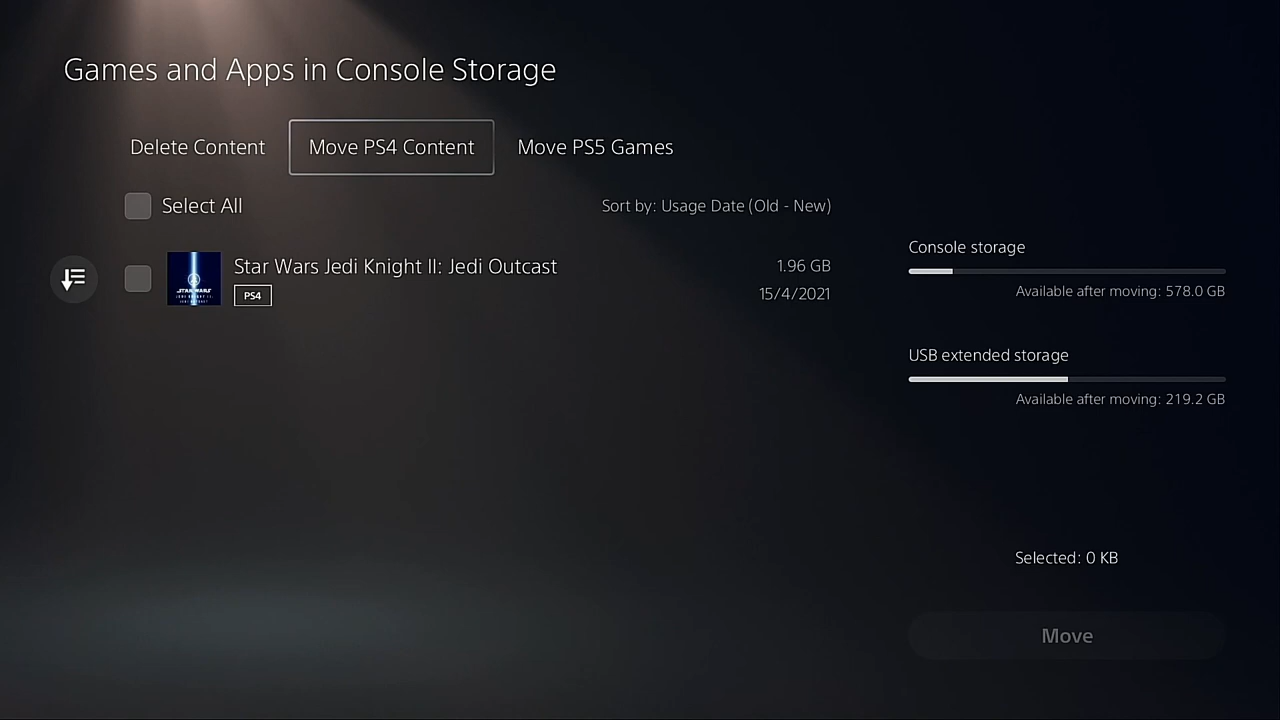 Games and Apps in Console Storage
Delete Content
Move PS4 Content
Move PS5 Games
Select All
Sort by: Usage Date (Old - New)
Star Wars Jedi Knight II: Jedi Outcast
PS4
1.96 GB
15/4/2021
Console storage
Available after moving: 578.0 GB
USB extended storage
Available after moving: 219.2 GB
Selected: 0 KB
Move